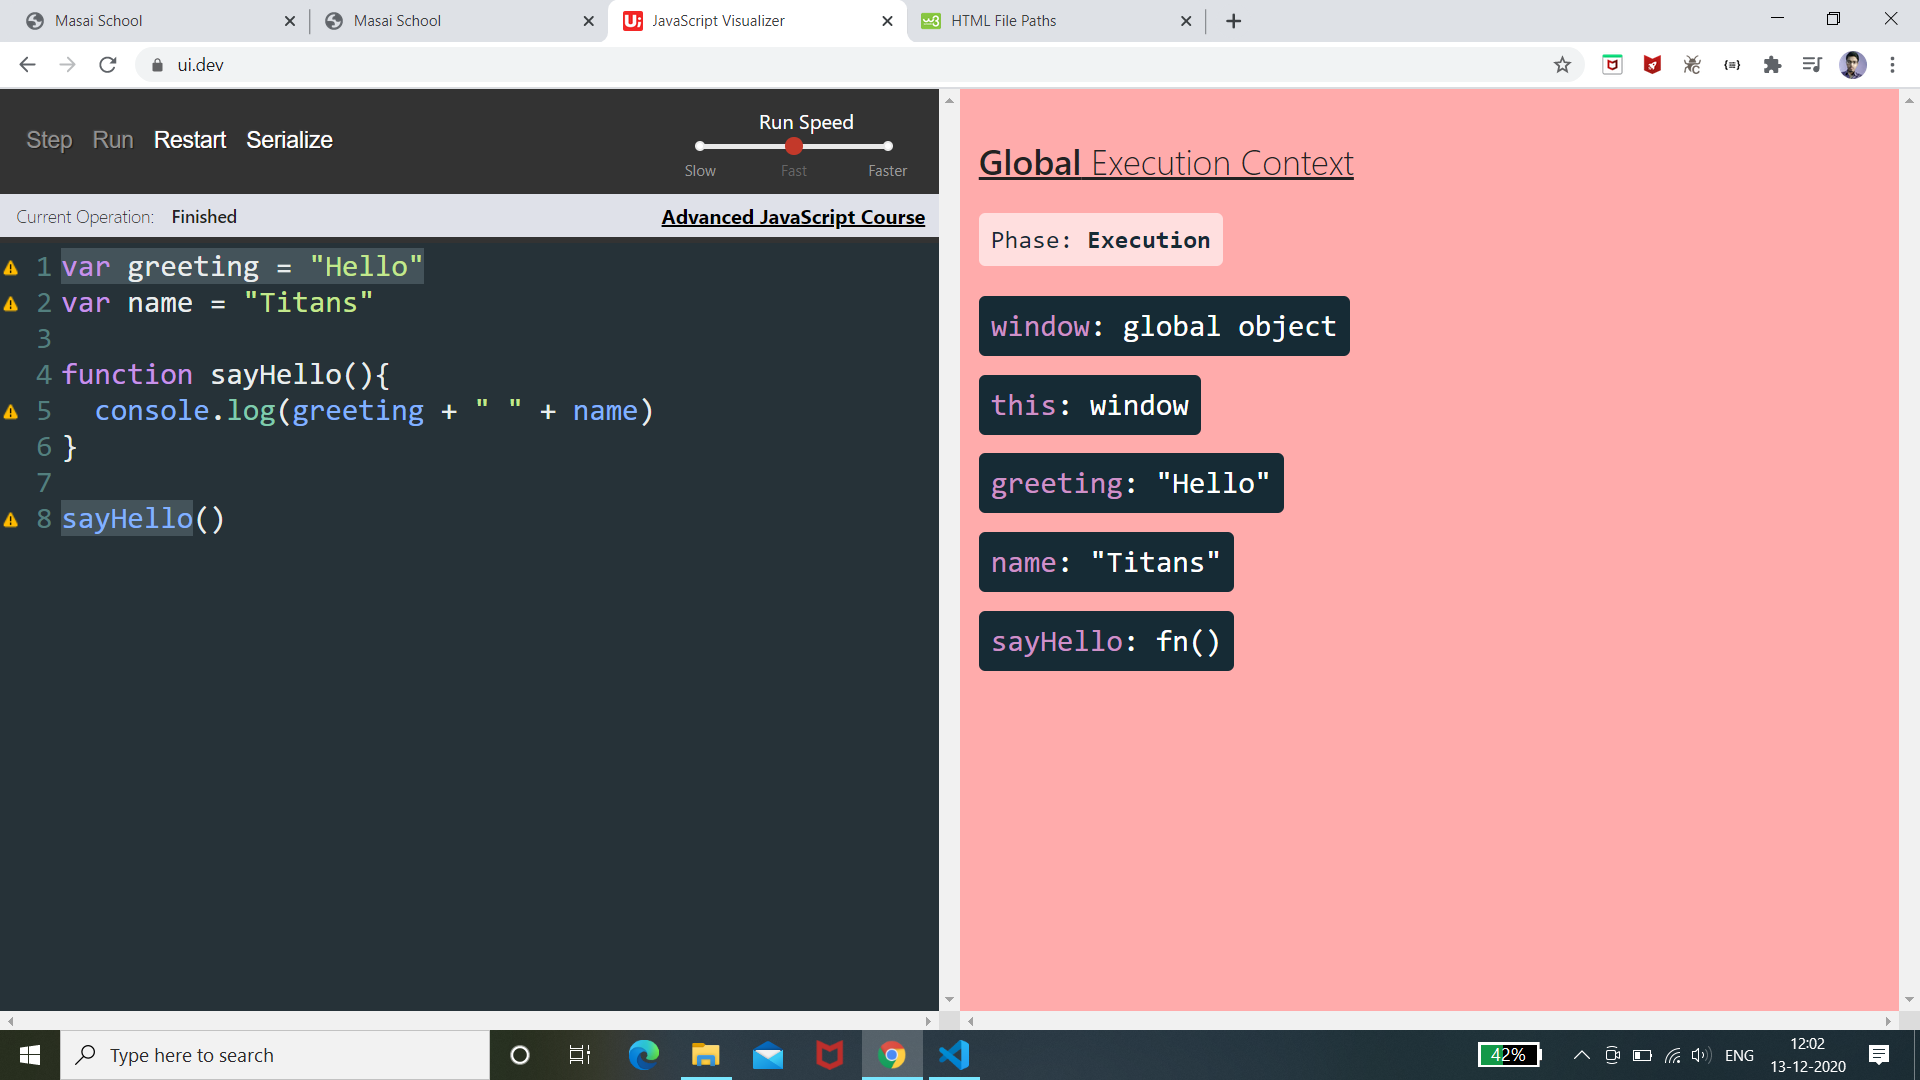 Masai School
Masai School
JavaScript Visualizer
HTML File Paths
ui.dev
Step Run Restart Serialize
Run Speed
Slow Fast Faster
Current Operation: Finished
Advanced JavaScript Course
1 var greeting = "Hello"
2 var name = "Titans"
3
4 function sayHello(){
5 console.log(greeting + " " + name)
6 }
7
8 sayHello()
Global Execution Context
Phase: Execution
window: global object
this: window
greeting: "Hello"
name: "Titans"
sayHello: fn()
Type here to search
42%
ENG
12:02
13-12-2020